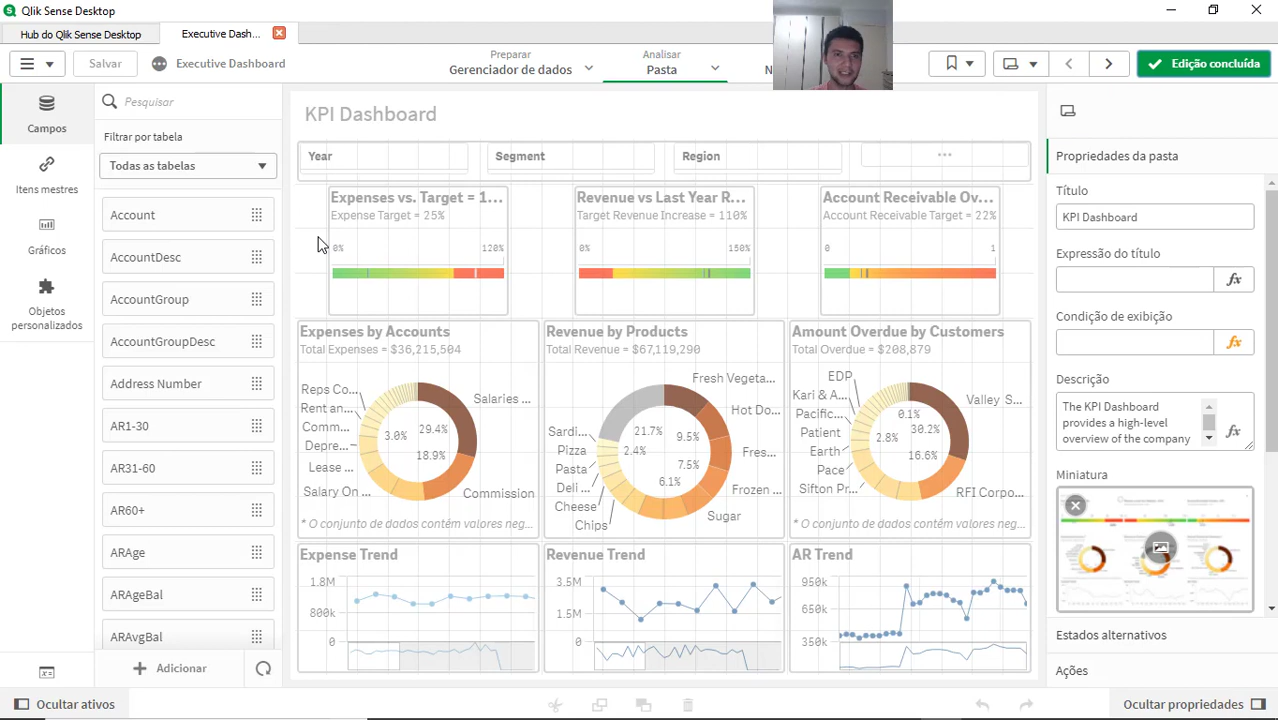 Qlik Sense Desktop
Hub do Qlik Sense Desktop
Executive Dash...
Salvar
Executive Dashboard
Preparar
Gerenciador de dados
Analisar
Pasta
N
Edição concluída
Campos
Itens mestres
Gráficos
Objetos
personalizados
Pesquisar
Filtrar por tabela
Todas as tabelas
Account
AccountDesc
AccountGroup
AccountGroupDesc
Address Number
AR1-30
AR31-60
AR60+
ARAge
ARAgeBal
ARAvgBal
Adicionar
Ocultar ativos
KPI Dashboard
Year
Segment
Region
...
Expenses vs. Target = 1...
Expense Target = 25%
0%
120%
Revenue vs Last Year R...
Target Revenue Increase = 110%
0%
150%
Account Receivable Ov...
Account Receivable Target = 22%
0
1
Expenses by Accounts
Total Expenses = $36,215,504
Reps Co...
Rent an...
Comm...
Depre...
Lease ...
Salary On ...
Salaries ...
Commission
3.0%
29.4%
18.9%
* O conjunto de dados contém valores neg...
Revenue by Products
Total Revenue = $67,119,290
Fresh Vegeta...
Hot Do...
Fres...
Frozen ...
Sugar
Sardi...
Pizza
Pasta
Deli ...
Cheese
Chips
21.7%
2.4%
9.5%
7.5%
6.1%
Amount Overdue by Customers
Total Overdue = $208,879
EDP
Kari & A...
Pacific...
Patient
Earth
Pace
Sifton Pr...
Valley S...
RFI Corpo...
0.1%
30.2%
2.8%
16.6%
* O conjunto de dados contém valores neg...
Expense Trend
1.8M
800k
0
Revenue Trend
3.5M
1.5M
0
AR Trend
950k
650k
350k
Propriedades da pasta
Título
KPI Dashboard
Expressão do título
fx
Condição de exibição
fx
Descrição
The KPI Dashboard
provides a high-level
overview of the company
fx
Miniatura
Estados alternativos
Ações
Ocultar propriedades